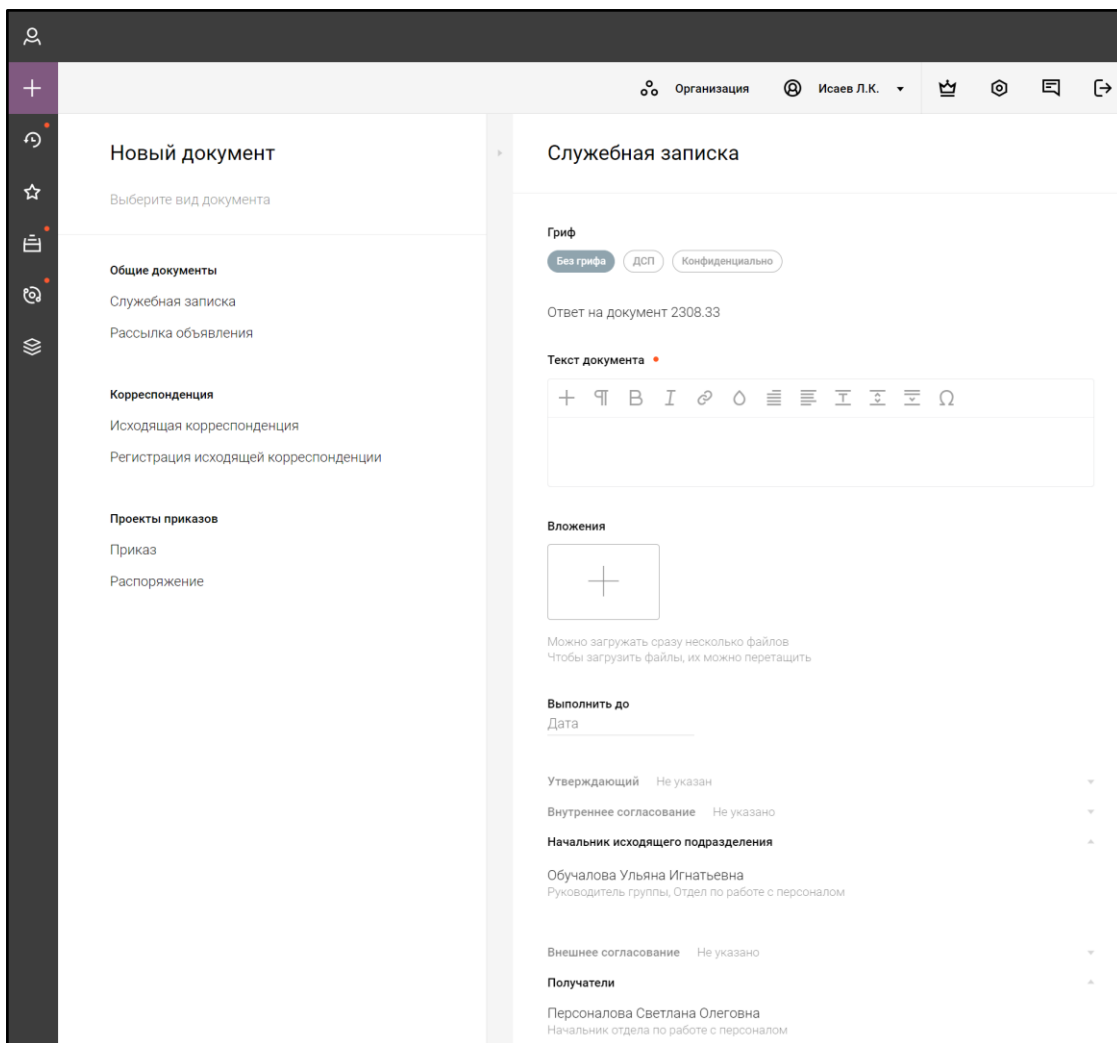 Организация
Исаев Л.К.
Новый документ
Выберите вид документа
Общие документы
Служебная записка
Рассылка объявления
Корреспонденция
Исходящая корреспонденция
Регистрация исходящей корреспонденции
Проекты приказов
Приказ
Распоряжение
Служебная записка
Гриф
Без грифа ДСП Конфиденциально
Ответ на документ 2308.33
Текст документа
Вложения
Можно загружать сразу несколько файлов
Чтобы загрузить файлы, их можно перетащить
Выполнить до
Дата
Утверждающий Не указан
Внутреннее согласование Не указано
Начальник исходящего подразделения
Обучалова Ульяна Игнатьевна
Руководитель группы, Отдел по работе с персоналом
Внешнее согласование Не указано
Получатели
Персоналова Светлана Олеговна
Начальник отдела по работе с персоналом